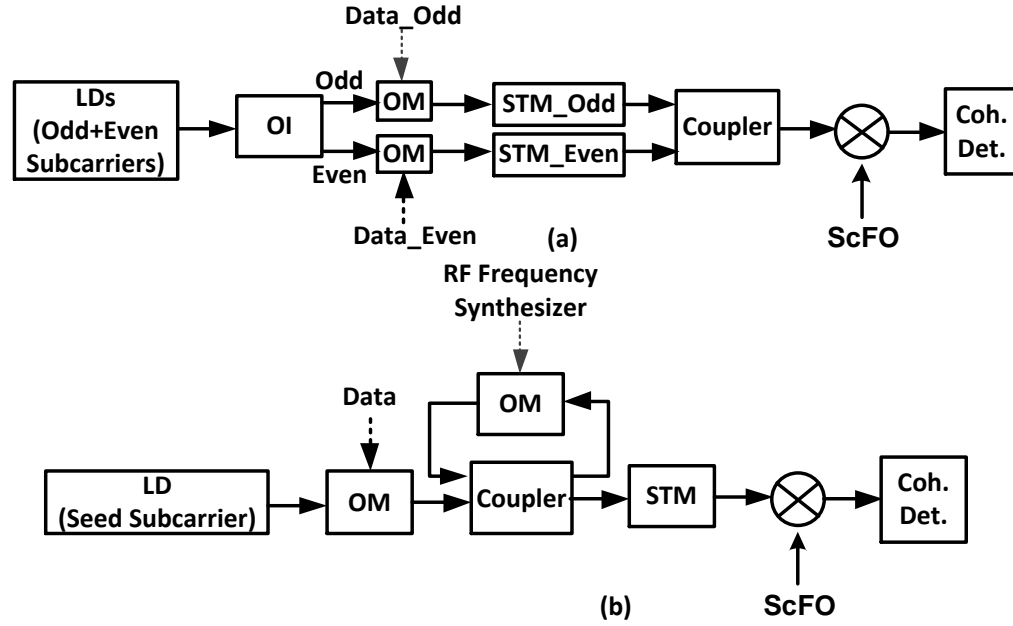 Data_Odd
LDs
(Odd+Even
Subcarriers)
OI
Odd
Even
OM
OM
STM_Odd
STM_Even
Coupler
Coh.
Det.
Data_Even
ScFO
(a)
RF Frequency
Synthesizer
OM
Data
LD
(Seed Subcarrier)
OM
Coupler
STM
Coh.
Det.
ScFO
(b)